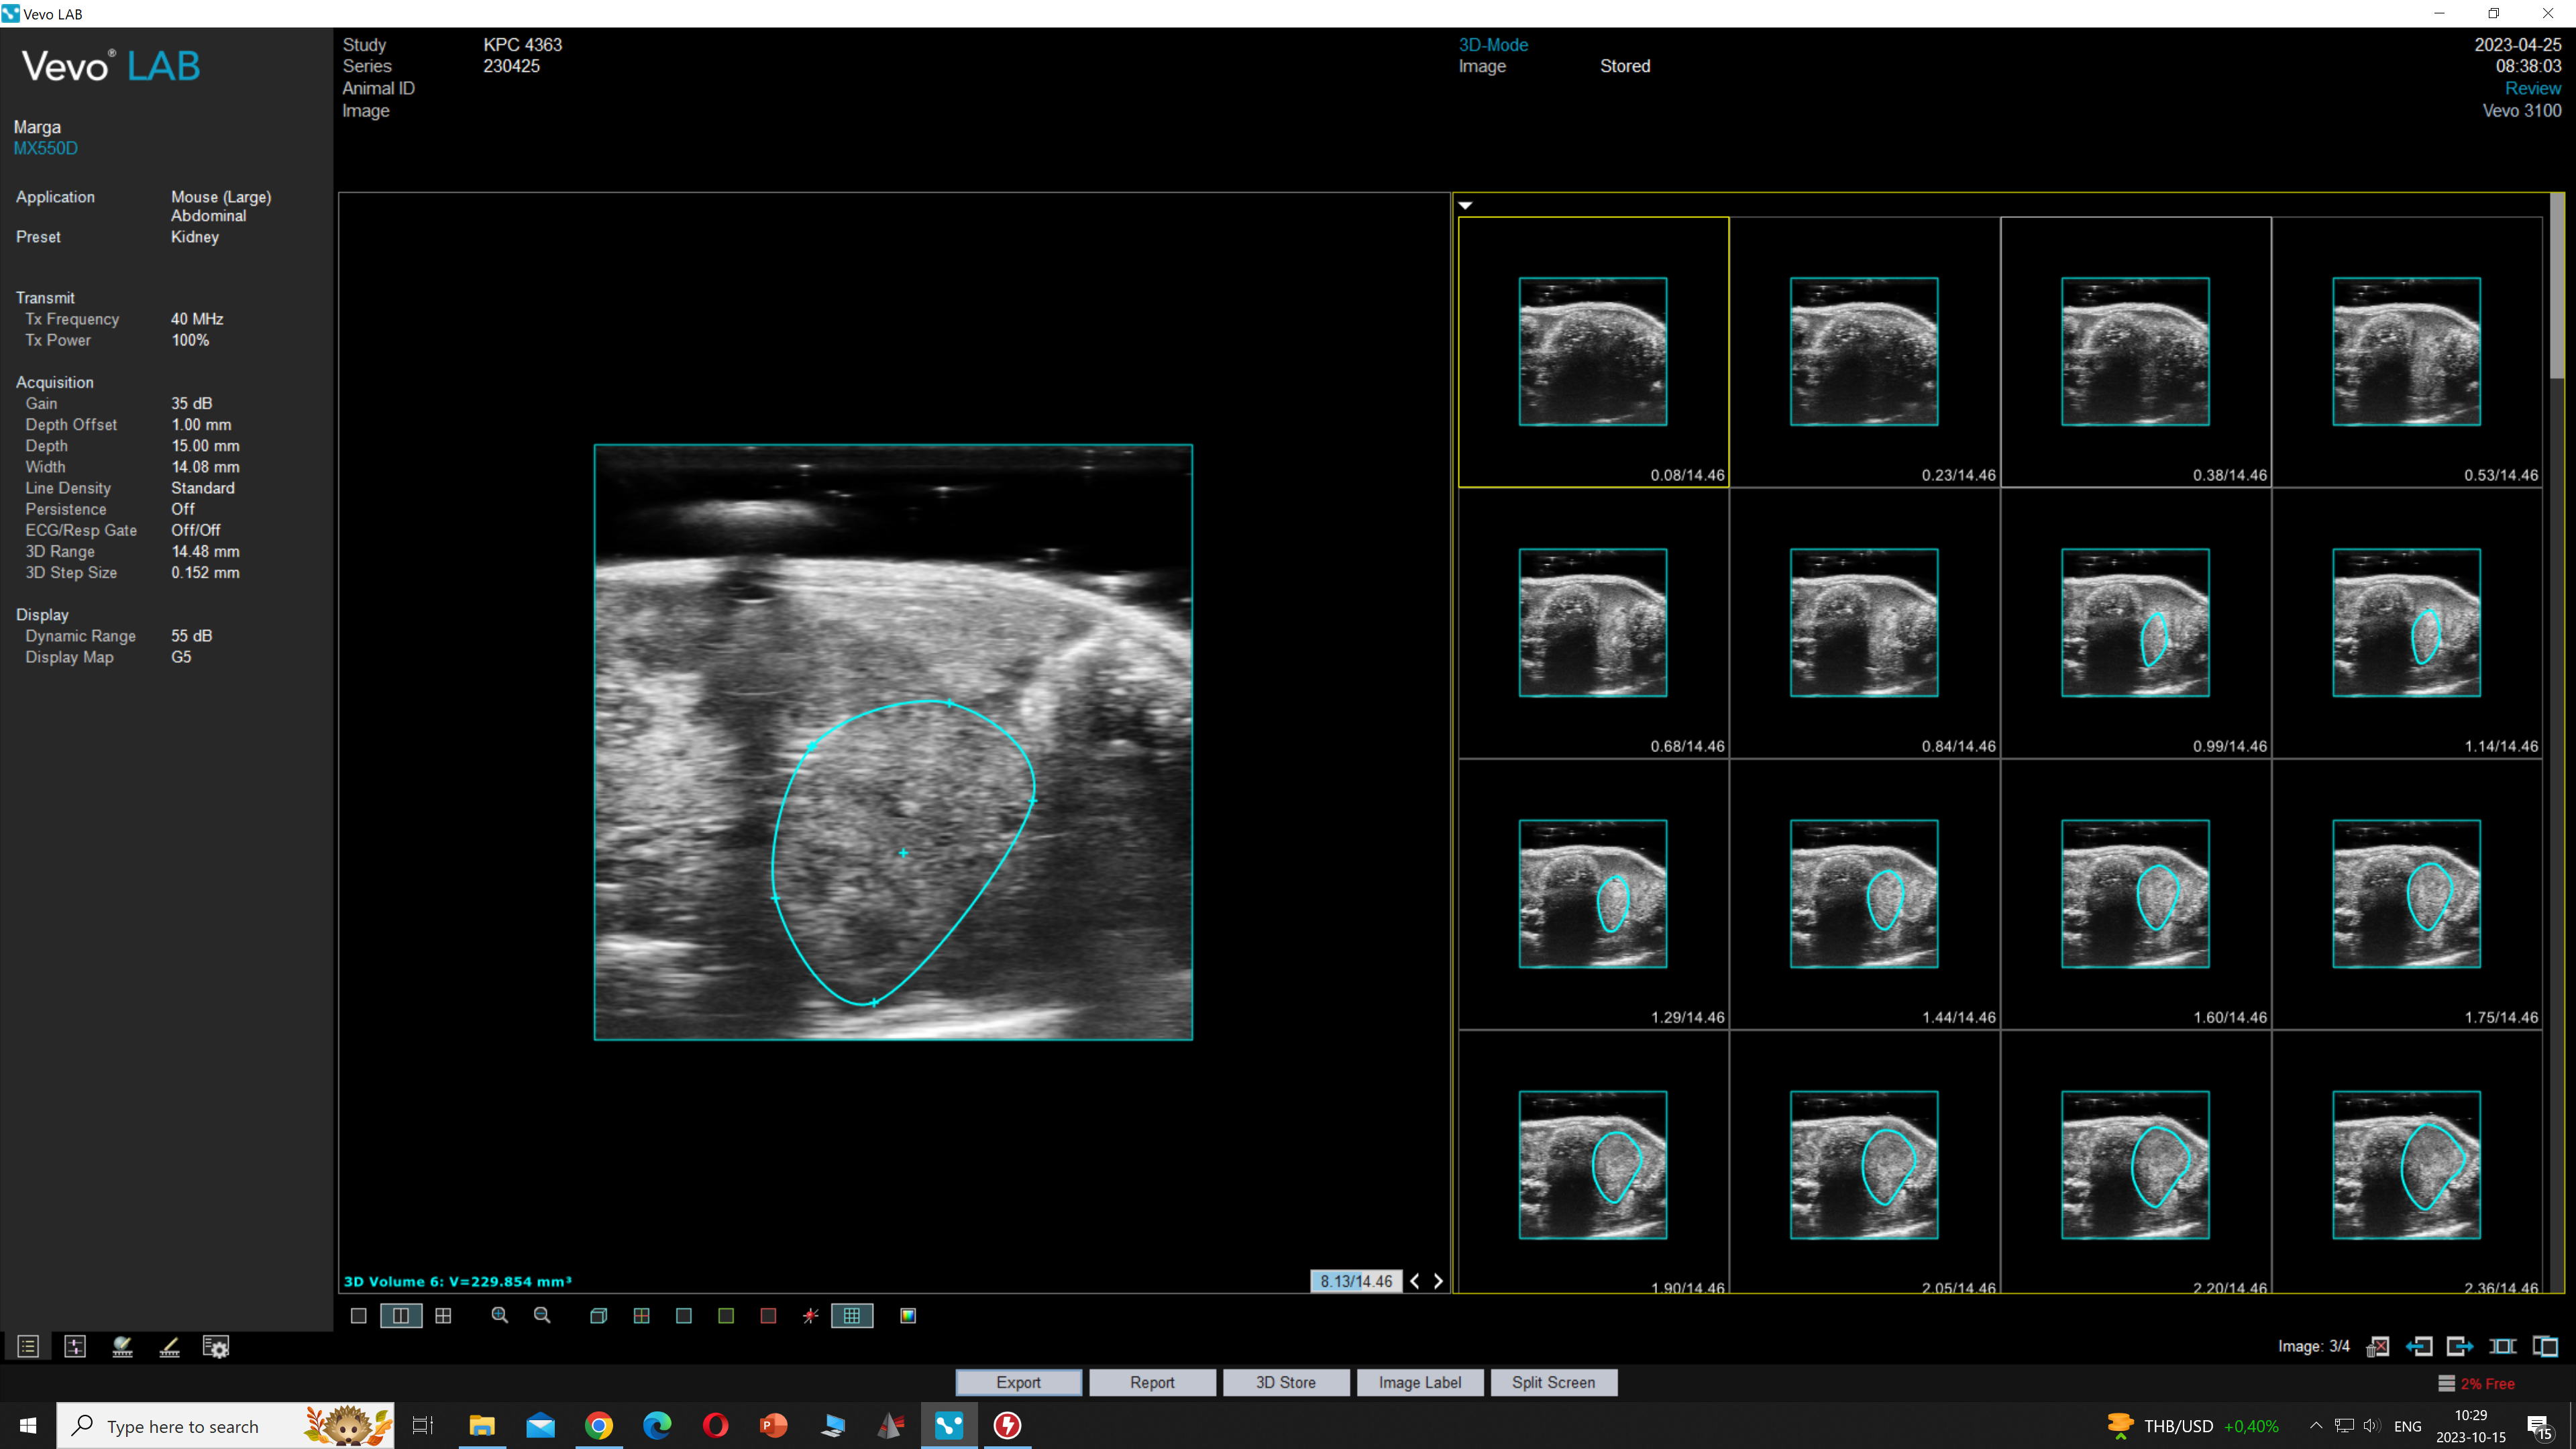 Vevo LAB
Vevo® LAB
Marga
MX550D
Application Mouse (Large)
Abdominal
Preset Kidney
Transmit
Tx Frequency 40 MHz
Tx Power 100%
Acquisition
Gain 35 dB
Depth Offset 1.00 mm
Depth 15.00 mm
Width 14.08 mm
Line Density Standard
Persistence Off
ECG/Resp Gate Off/Off
3D Range 14.48 mm
3D Step Size 0.152 mm
Display
Dynamic Range 55 dB
Display Map G5
Study KPC 4363
Series 230425
Animal ID
Image
3D-Mode
Image Stored
2023-04-25
08:38:03
Review
Vevo 3100
3D Volume 6: V=229.854 mm³
8.13/14.46
0.08/14.46 0.23/14.46 0.38/14.46 0.53/14.46
0.68/14.46 0.84/14.46 0.99/14.46 1.14/14.46
1.29/14.46 1.44/14.46 1.60/14.46 1.75/14.46
1.90/14.46 2.05/14.46 2.20/14.46 2.36/14.46
Image: 3/4
Export Report 3D Store Image Label Split Screen
2% Free
Type here to search
THB/USD +0,40%
ENG
10:29
2023-10-15
15